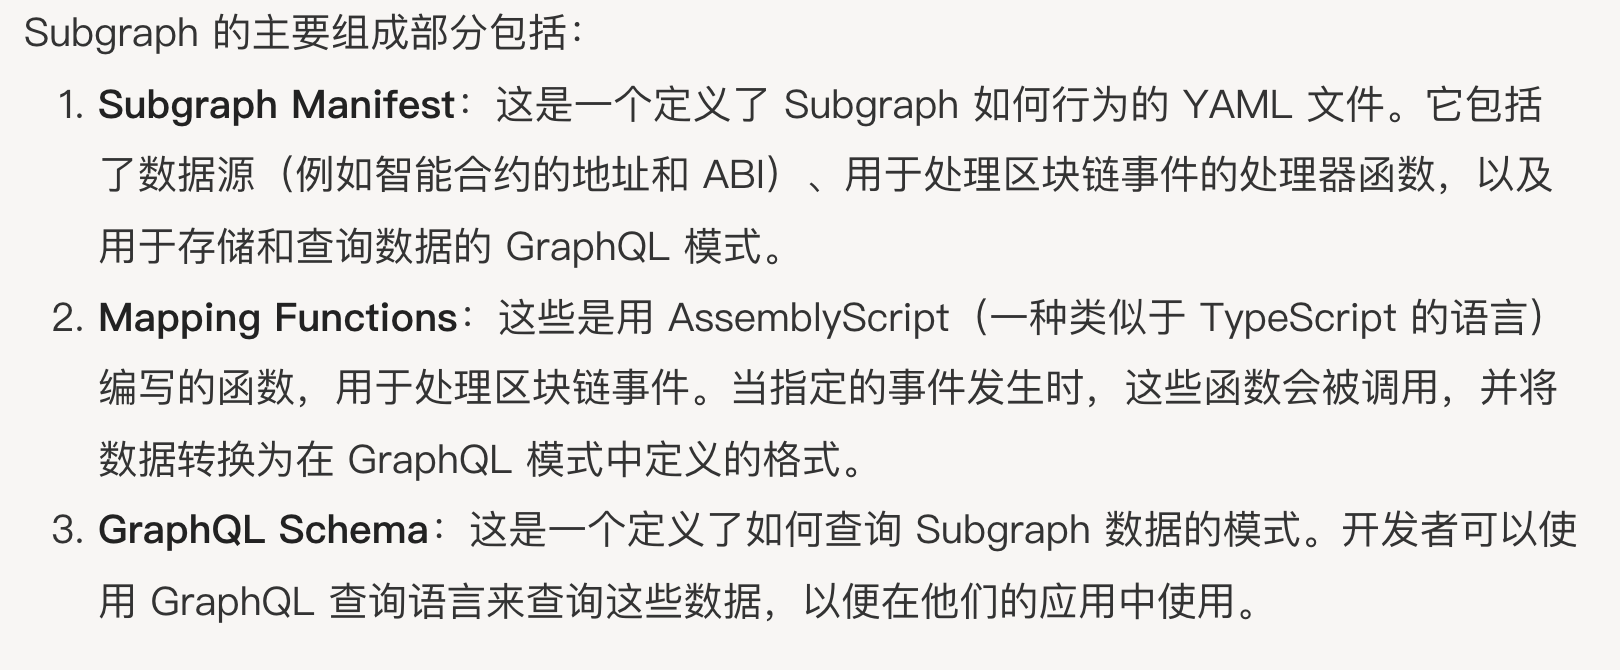 Subgraph 的主要组成部分包括：
1. Subgraph Manifest：这是一个定义了 Subgraph 如何行为的 YAML 文件。它包括
了数据源（例如智能合约的地址和 ABI）、用于处理区块链事件的处理器函数，以及
用于存储和查询数据的 GraphQL 模式。
2. Mapping Functions：这些是用 AssemblyScript（一种类似于 TypeScript 的语言）
编写的函数，用于处理区块链事件。当指定的事件发生时，这些函数会被调用，并将
数据转换为在 GraphQL 模式中定义的格式。
3. GraphQL Schema：这是一个定义了如何查询 Subgraph 数据的模式。开发者可以使
用 GraphQL 查询语言来查询这些数据，以便在他们的应用中使用。